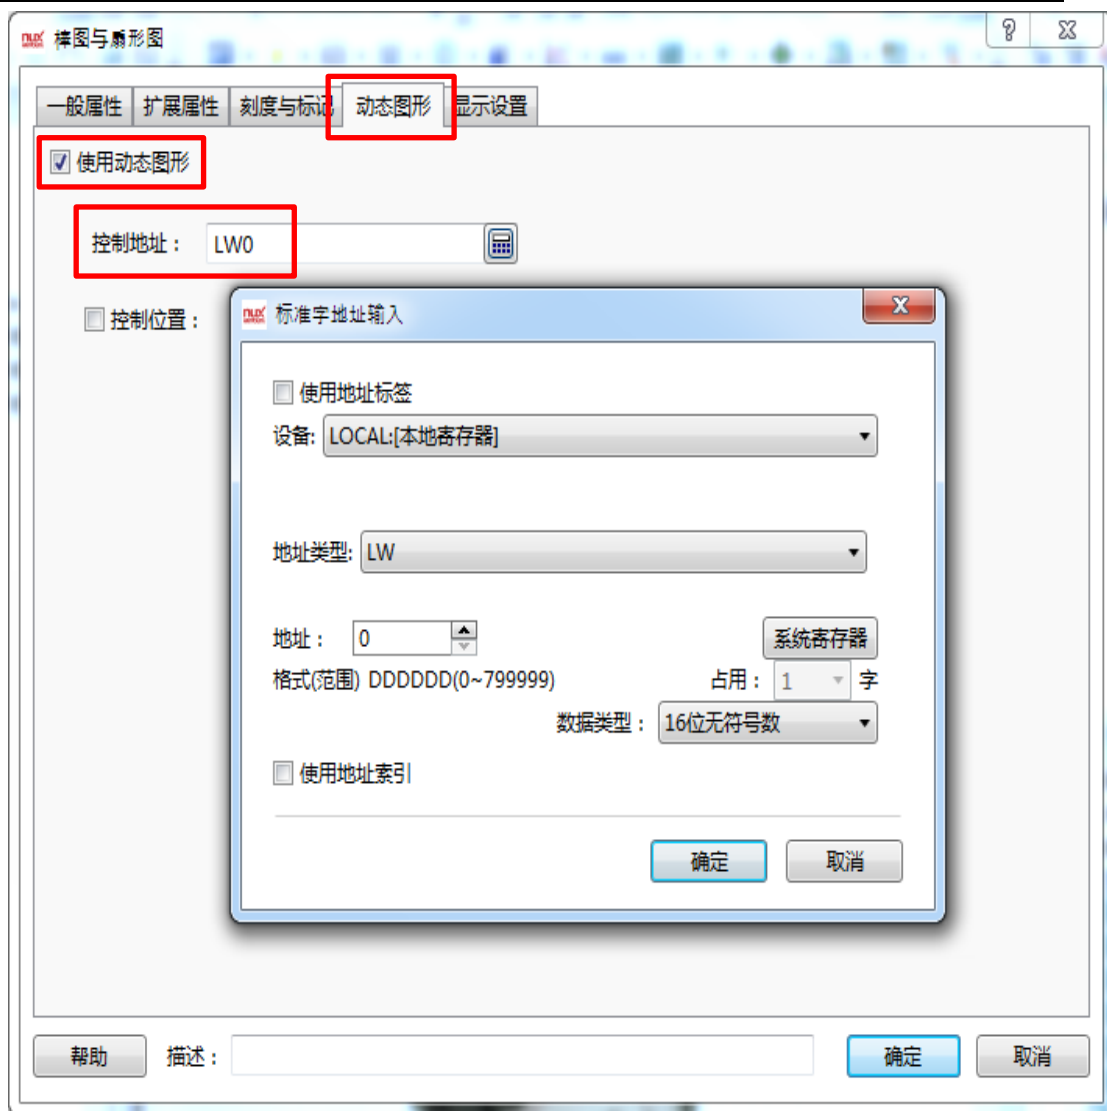 棒图与扇形图
一般属性 扩展属性 刻度与标记 动态图形 显示设置
使用动态图形
控制地址: LW0
控制位置:
标准字地址输入
使用地址标签
设备: LOCAL:[本地寄存器]
地址类型: LW
地址: 0 系统寄存器
格式(范围) DDDDDD(0~799999) 占用: 1 字
数据类型: 16位无符号数
使用地址索引
确定 取消
帮助 描述: 确定 取消